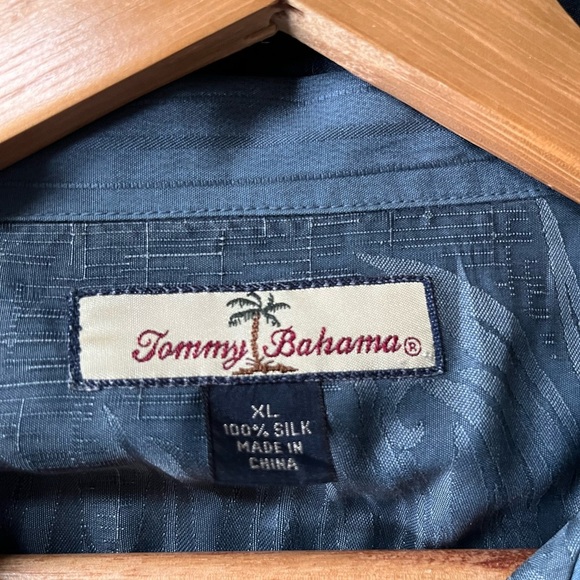 Tommy Bahama®
XL
100% SILK
MADE IN
CHINA